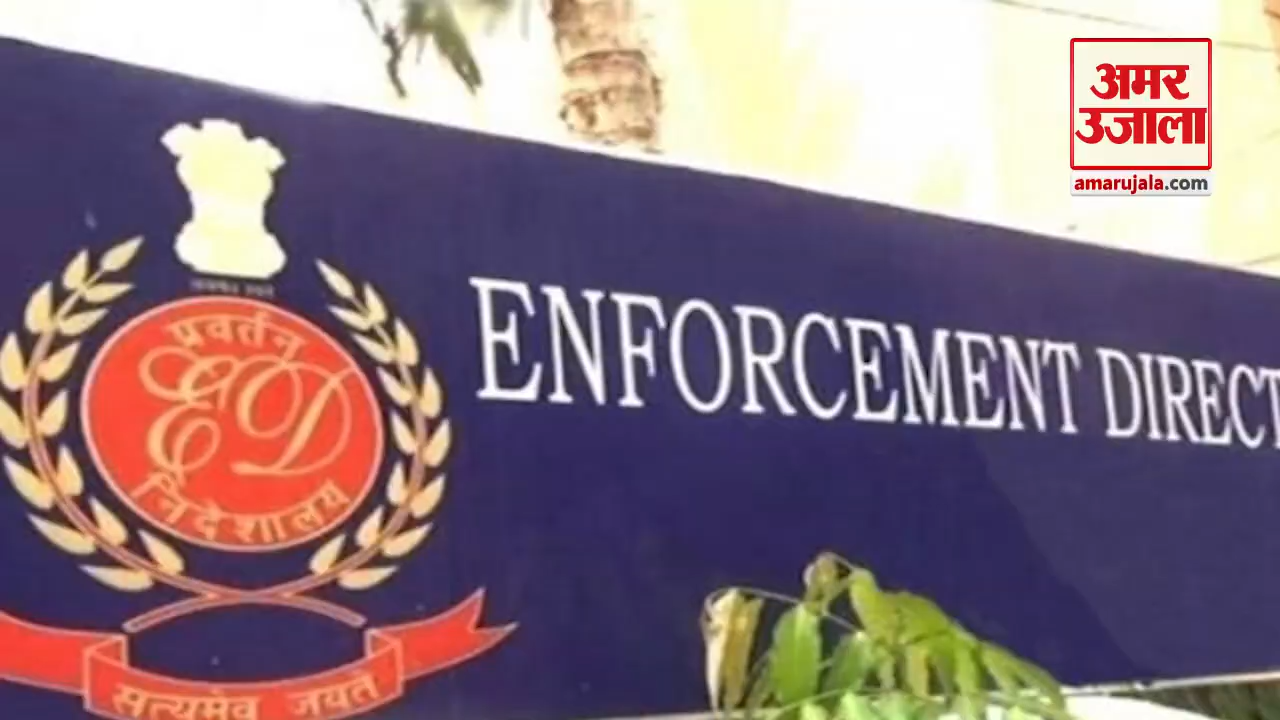 अमर
उजाला
amarujala.com
ENFORCEMENT DIRECT
प्रवर्तन
ED
निदेशालय
सत्यमेव जयते